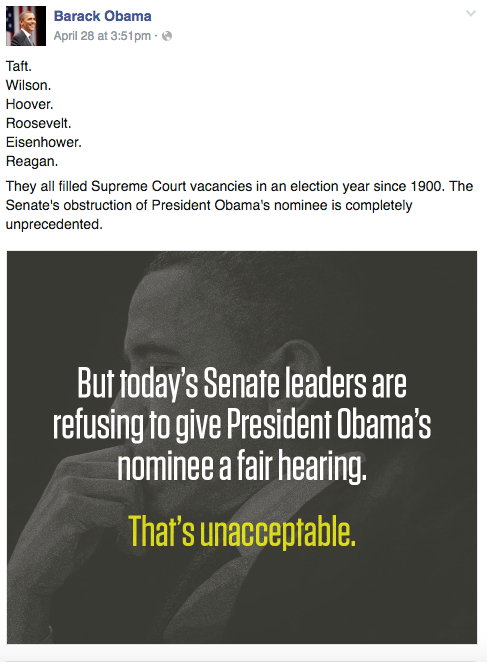 Barack Obama
April 28 at 3:51pm ·
Taft.
Wilson.
Hoover.
Roosevelt.
Eisenhower.
Reagan.
They all filled Supreme Court vacancies in an election year since 1900. The
Senate's obstruction of President Obama's nominee is completely
unprecedented.
But today's Senate leaders are
refusing to give President Obama's
nominee a fair hearing.
That's unacceptable.